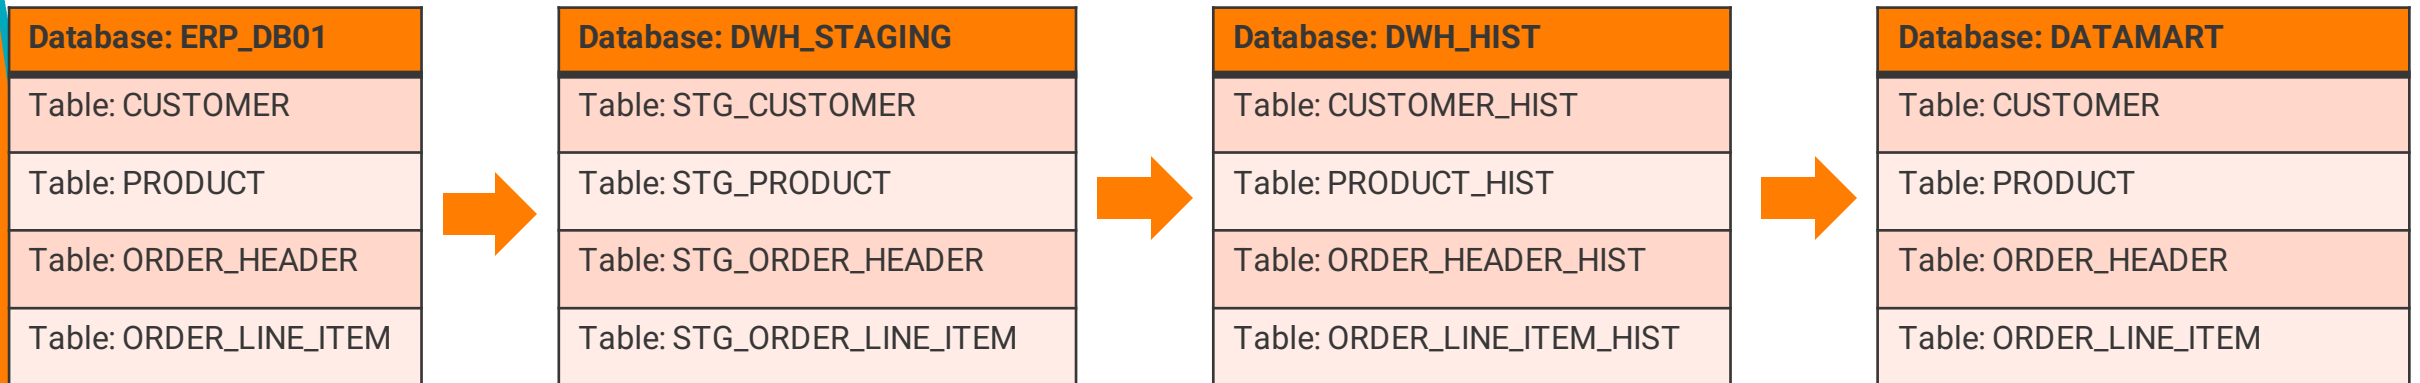 Database: ERP_DB01
Table: CUSTOMER
Table: PRODUCT
Table: ORDER_HEADER
Table: ORDER_LINE_ITEM
Database: DWH_STAGING
Table: STG_CUSTOMER
Table: STG_PRODUCT
Table: STG_ORDER_HEADER
Table: STG_ORDER_LINE_ITEM
Database: DWH_HIST
Table: CUSTOMER_HIST
Table: PRODUCT_HIST
Table: ORDER_HEADER_HIST
Table: ORDER_LINE_ITEM_HIST
Database: DATAMART
Table: CUSTOMER
Table: PRODUCT
Table: ORDER_HEADER
Table: ORDER_LINE_ITEM